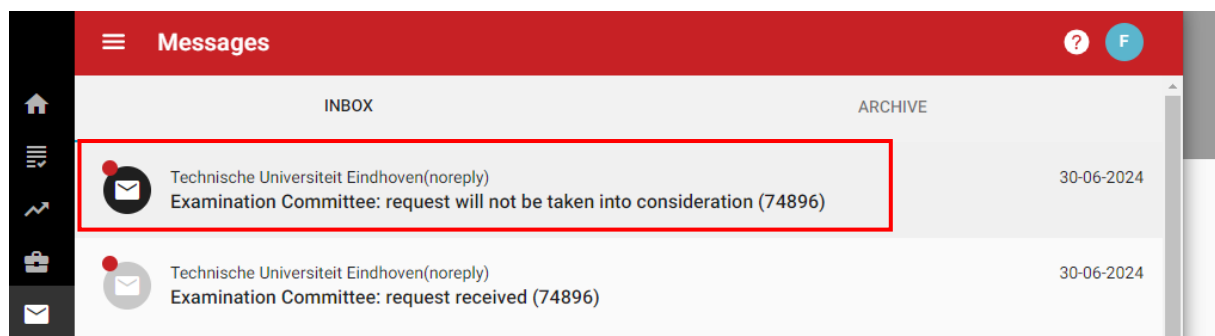 Messages
?
F
INBOX
ARCHIVE
Technische Universiteit Eindhoven(noreply)
30-06-2024
Examination Committee: request will not be taken into consideration (74896)
Technische Universiteit Eindhoven(noreply)
30-06-2024
Examination Committee: request received (74896)